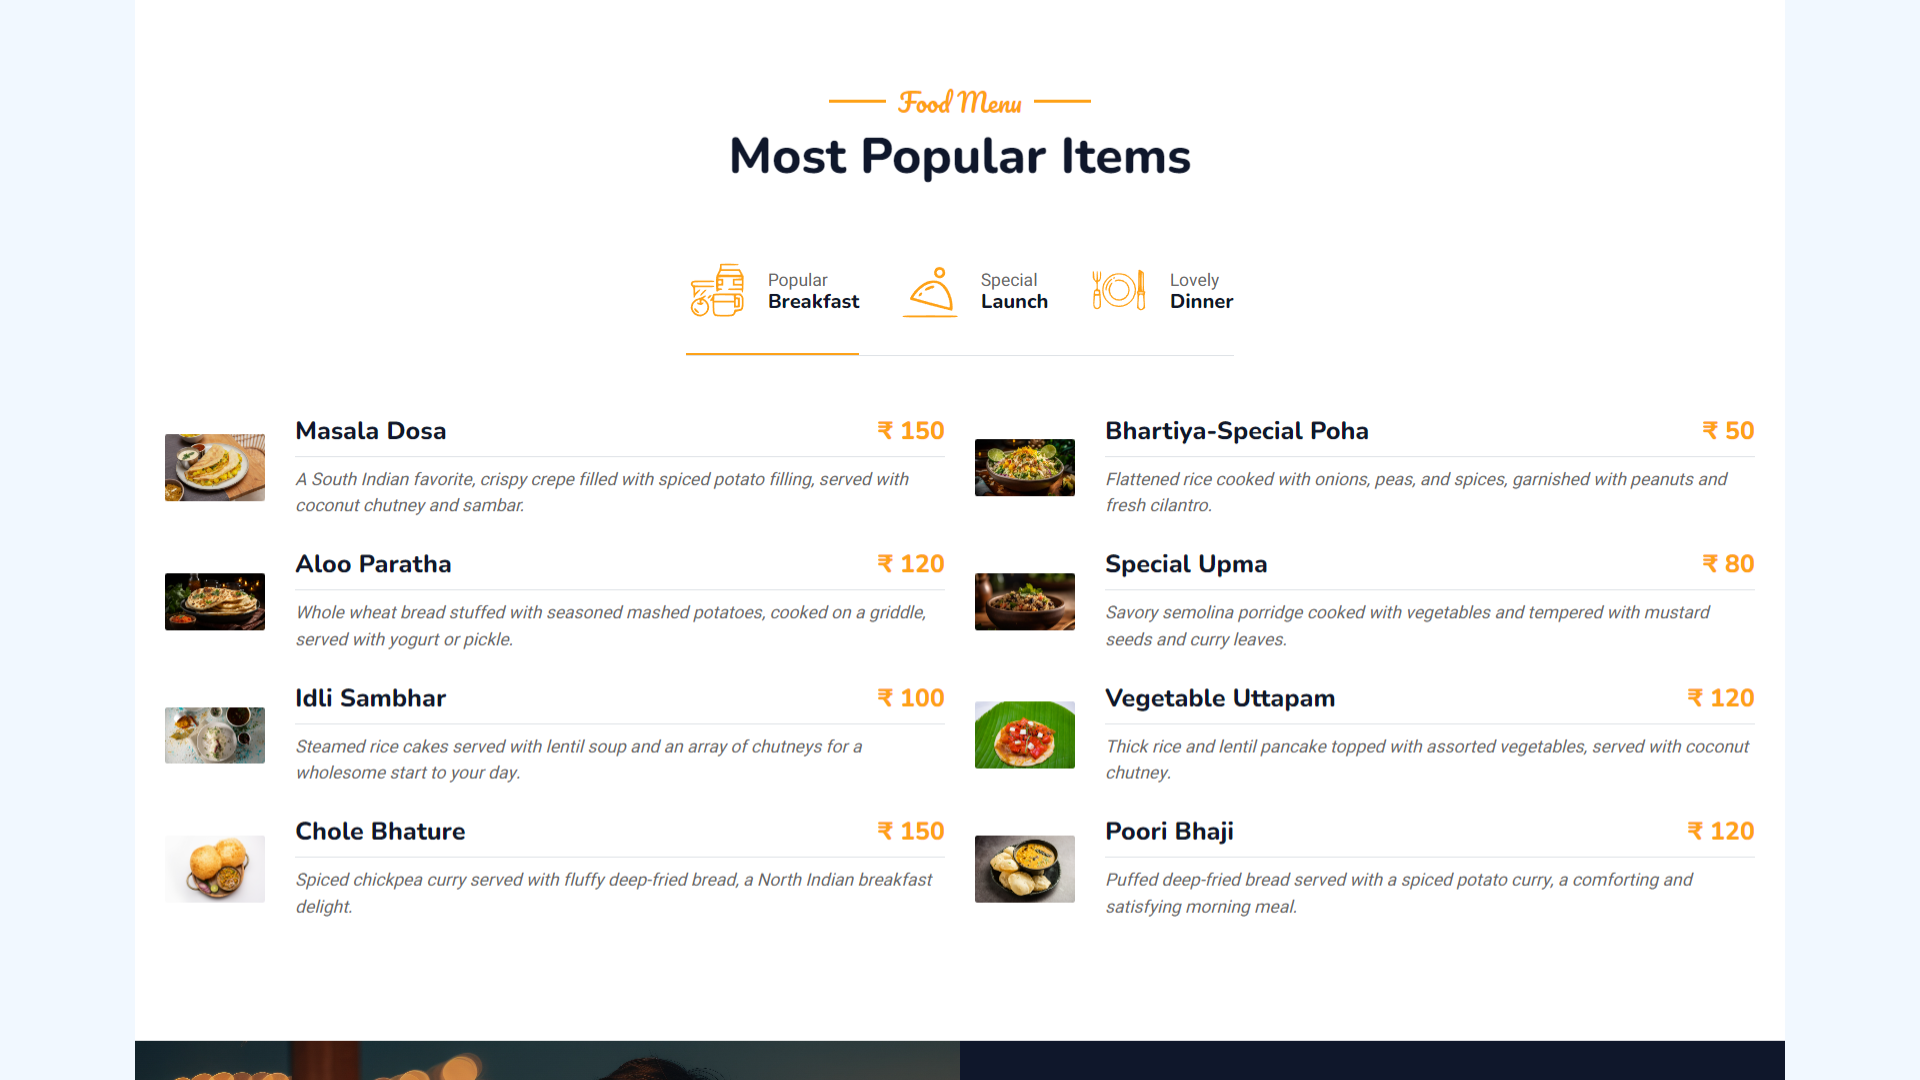 Food Menu
Most Popular Items
Popular
Breakfast
Special
Launch
Lovely
Dinner
Masala Dosa ₹ 150
A South Indian favorite, crispy crepe filled with spiced potato filling, served with
coconut chutney and sambar.
Aloo Paratha ₹ 120
Whole wheat bread stuffed with seasoned mashed potatoes, cooked on a griddle,
served with yogurt or pickle.
Idli Sambhar ₹ 100
Steamed rice cakes served with lentil soup and an array of chutneys for a
wholesome start to your day.
Chole Bhature ₹ 150
Spiced chickpea curry served with fluffy deep-fried bread, a North Indian breakfast
delight.
Bhartiya-Special Poha ₹ 50
Flattened rice cooked with onions, peas, and spices, garnished with peanuts and
fresh cilantro.
Special Upma ₹ 80
Savory semolina porridge cooked with vegetables and tempered with mustard
seeds and curry leaves.
Vegetable Uttapam ₹ 120
Thick rice and lentil pancake topped with assorted vegetables, served with coconut
chutney.
Poori Bhaji ₹ 120
Puffed deep-fried bread served with a spiced potato curry, a comforting and
satisfying morning meal.